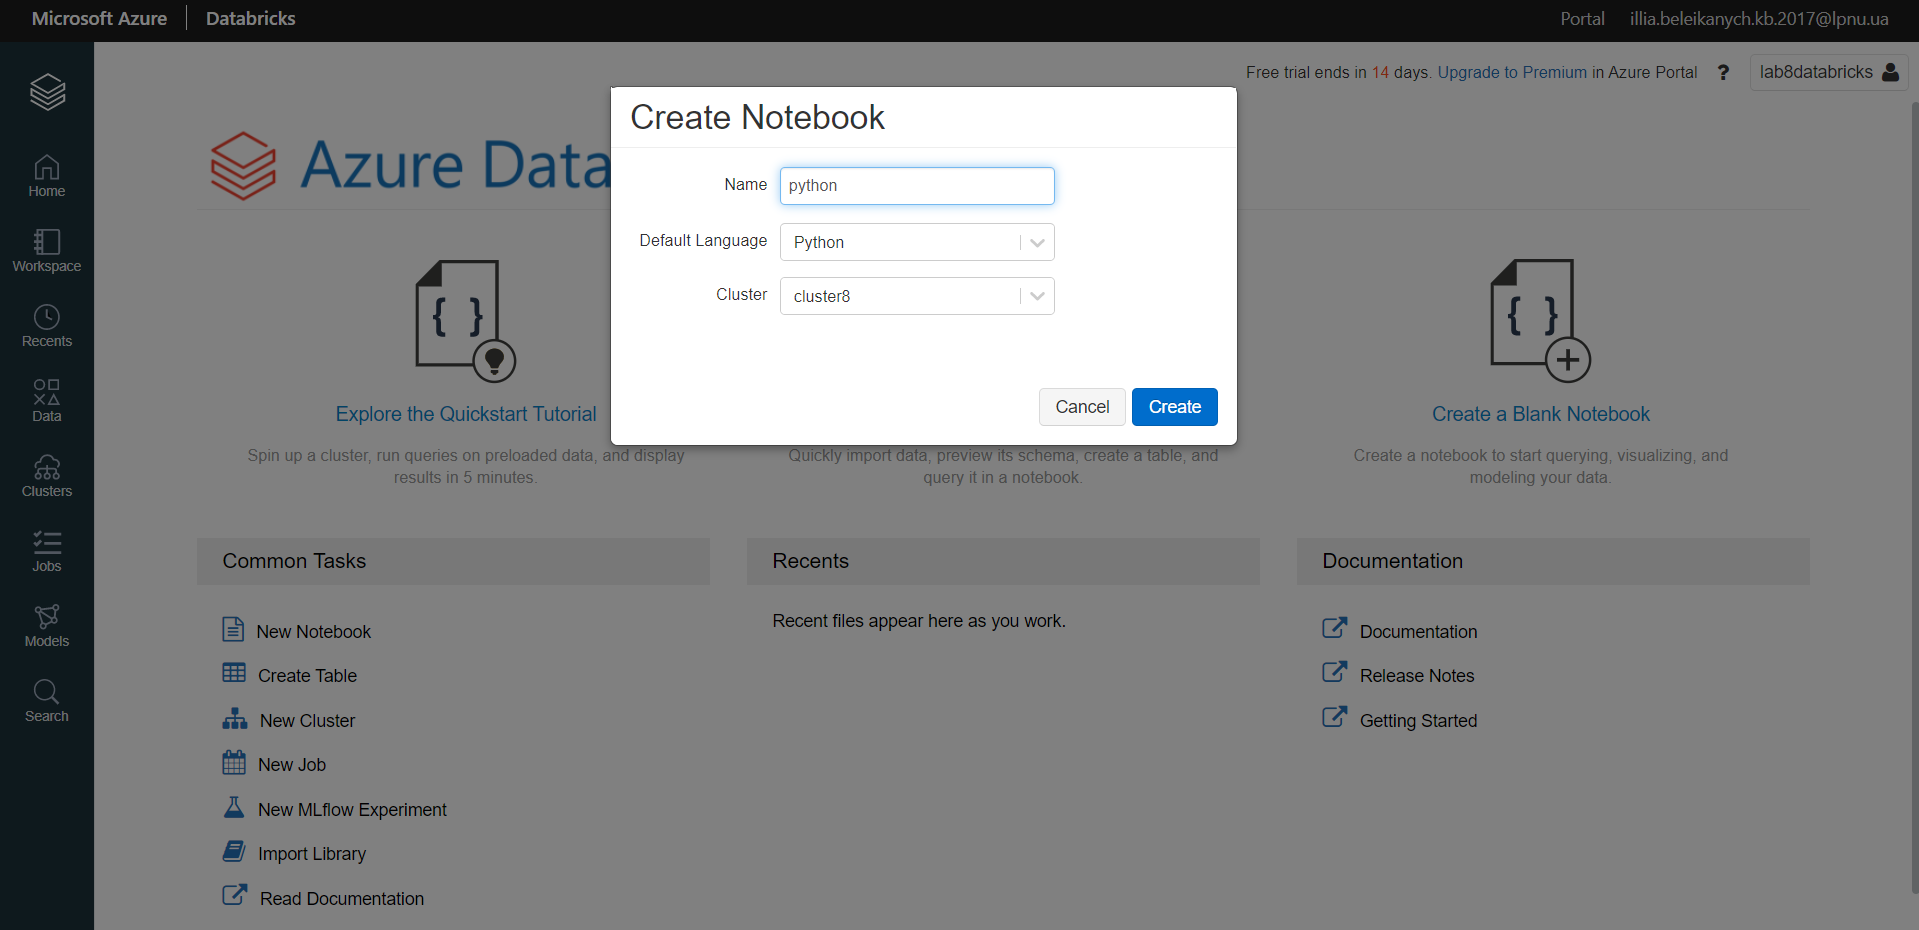 Microsoft Azure | Databricks
Portal illia.beleikanych.kb.2017@lpnu.ua
Free trial ends in 14 days. Upgrade to Premium in Azure Portal ? lab8databricks
Home
Workspace
Recents
Data
Clusters
Jobs
Models
Search
Azure Data
Create Notebook
Name python
Default Language Python
Cluster cluster8
Cancel Create
{ }
Explore the Quickstart Tutorial
Spin up a cluster, run queries on preloaded data, and display
results in 5 minutes.
Quickly import data, preview its schema, create a table, and
query it in a notebook.
{ }
Create a Blank Notebook
Create a notebook to start querying, visualizing, and
modeling your data.
Common Tasks
New Notebook
Create Table
New Cluster
New Job
New MLflow Experiment
Import Library
Read Documentation
Recents
Recent files appear here as you work.
Documentation
Documentation
Release Notes
Getting Started